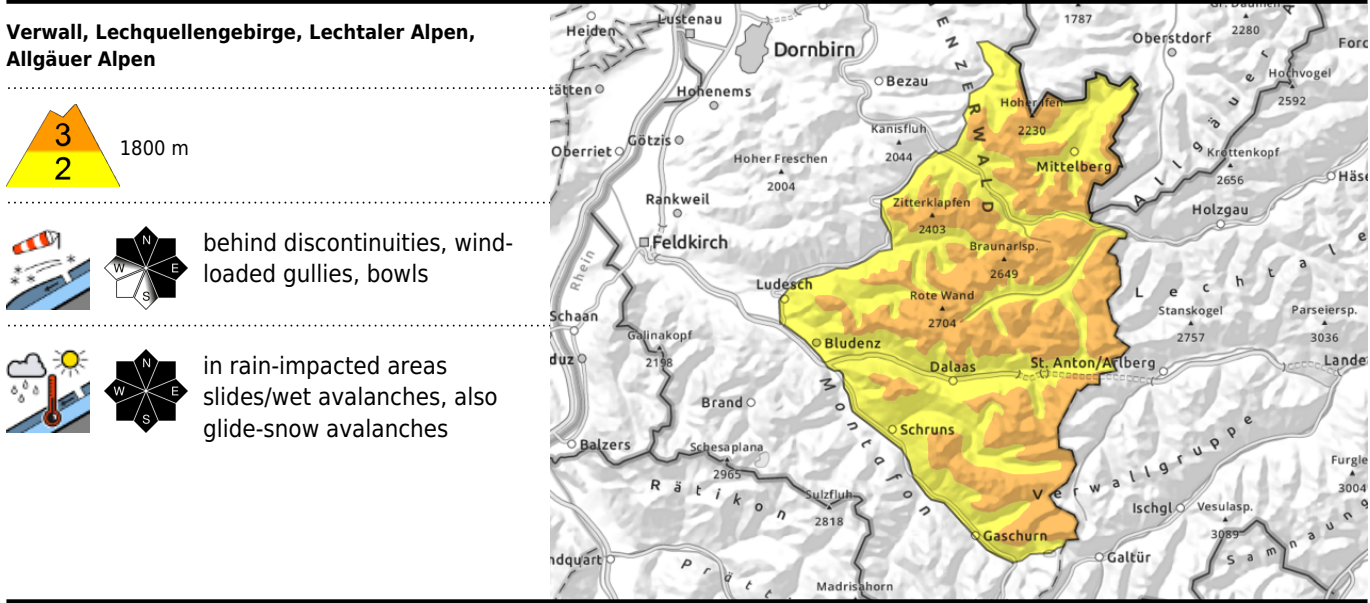 Verwall, Lechquellengebirge, Lechtaler Alpen,
Allgäuer Alpen
3
2
1800 m
N
W
E
S
behind discontinuities, wind-
loaded gullies, bowls
N
W
E
S
in rain-impacted areas
slides/wet avalanches, also
glide-snow avalanches
Lustenau
Heiden
Dornbirn
1787
2280
Oberstdorf
Bezau
Hochvogel
2592
Hohenems
Hoher Ifen
2230
Kanisfluh
2044
Götzis
Oberriet
Hoher Freschen
2004
Mittelberg
Krottenkopf
2656
Allgäuer
Rankweil
Zitterklapfen
2403
Holzgau
Feldkirch
Braunarlsp.
2649
Rhein
Ludesch
Rote Wand
2704
Lechtale
Stanskogel
2757
Parseiersp.
3036
Schaan
Galinakopf
2198
Bludenz
Dalaas
St. Anton/Arlberg
Brand
Montafon
Schruns
Balzers
Schesaplana
2965
Rätikon
Sulzfluh
2818
Verwallgruppe
3004
Ischgl
Vesulasp.
3089
Samnaung
Gaschurn
Galtür
Madrisahorn